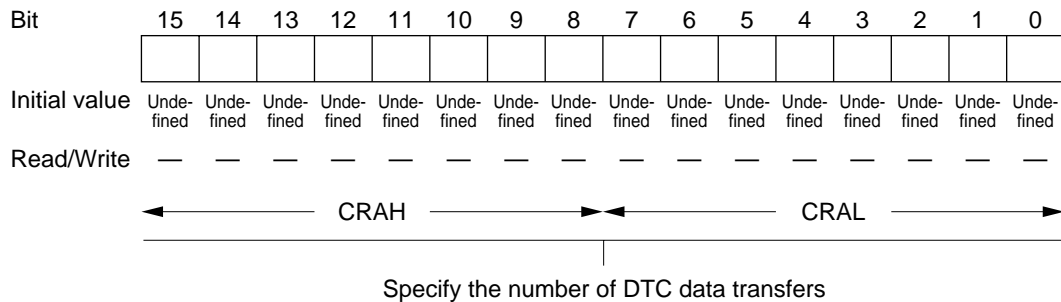 Bit 15 14 13 12 11 10 9 8 7 6 5 4 3 2 1 0
Initial value Unde- Unde- Unde- Unde- Unde- Unde- Unde- Unde- Unde- Unde- Unde- Unde- Unde- Unde- Unde- Unde-
fined fined fined fined fined fined fined fined fined fined fined fined fined fined fined fined
Read/Write — — — — — — — — — — — — — — — —
CRAH CRAL
Specify the number of DTC data transfers